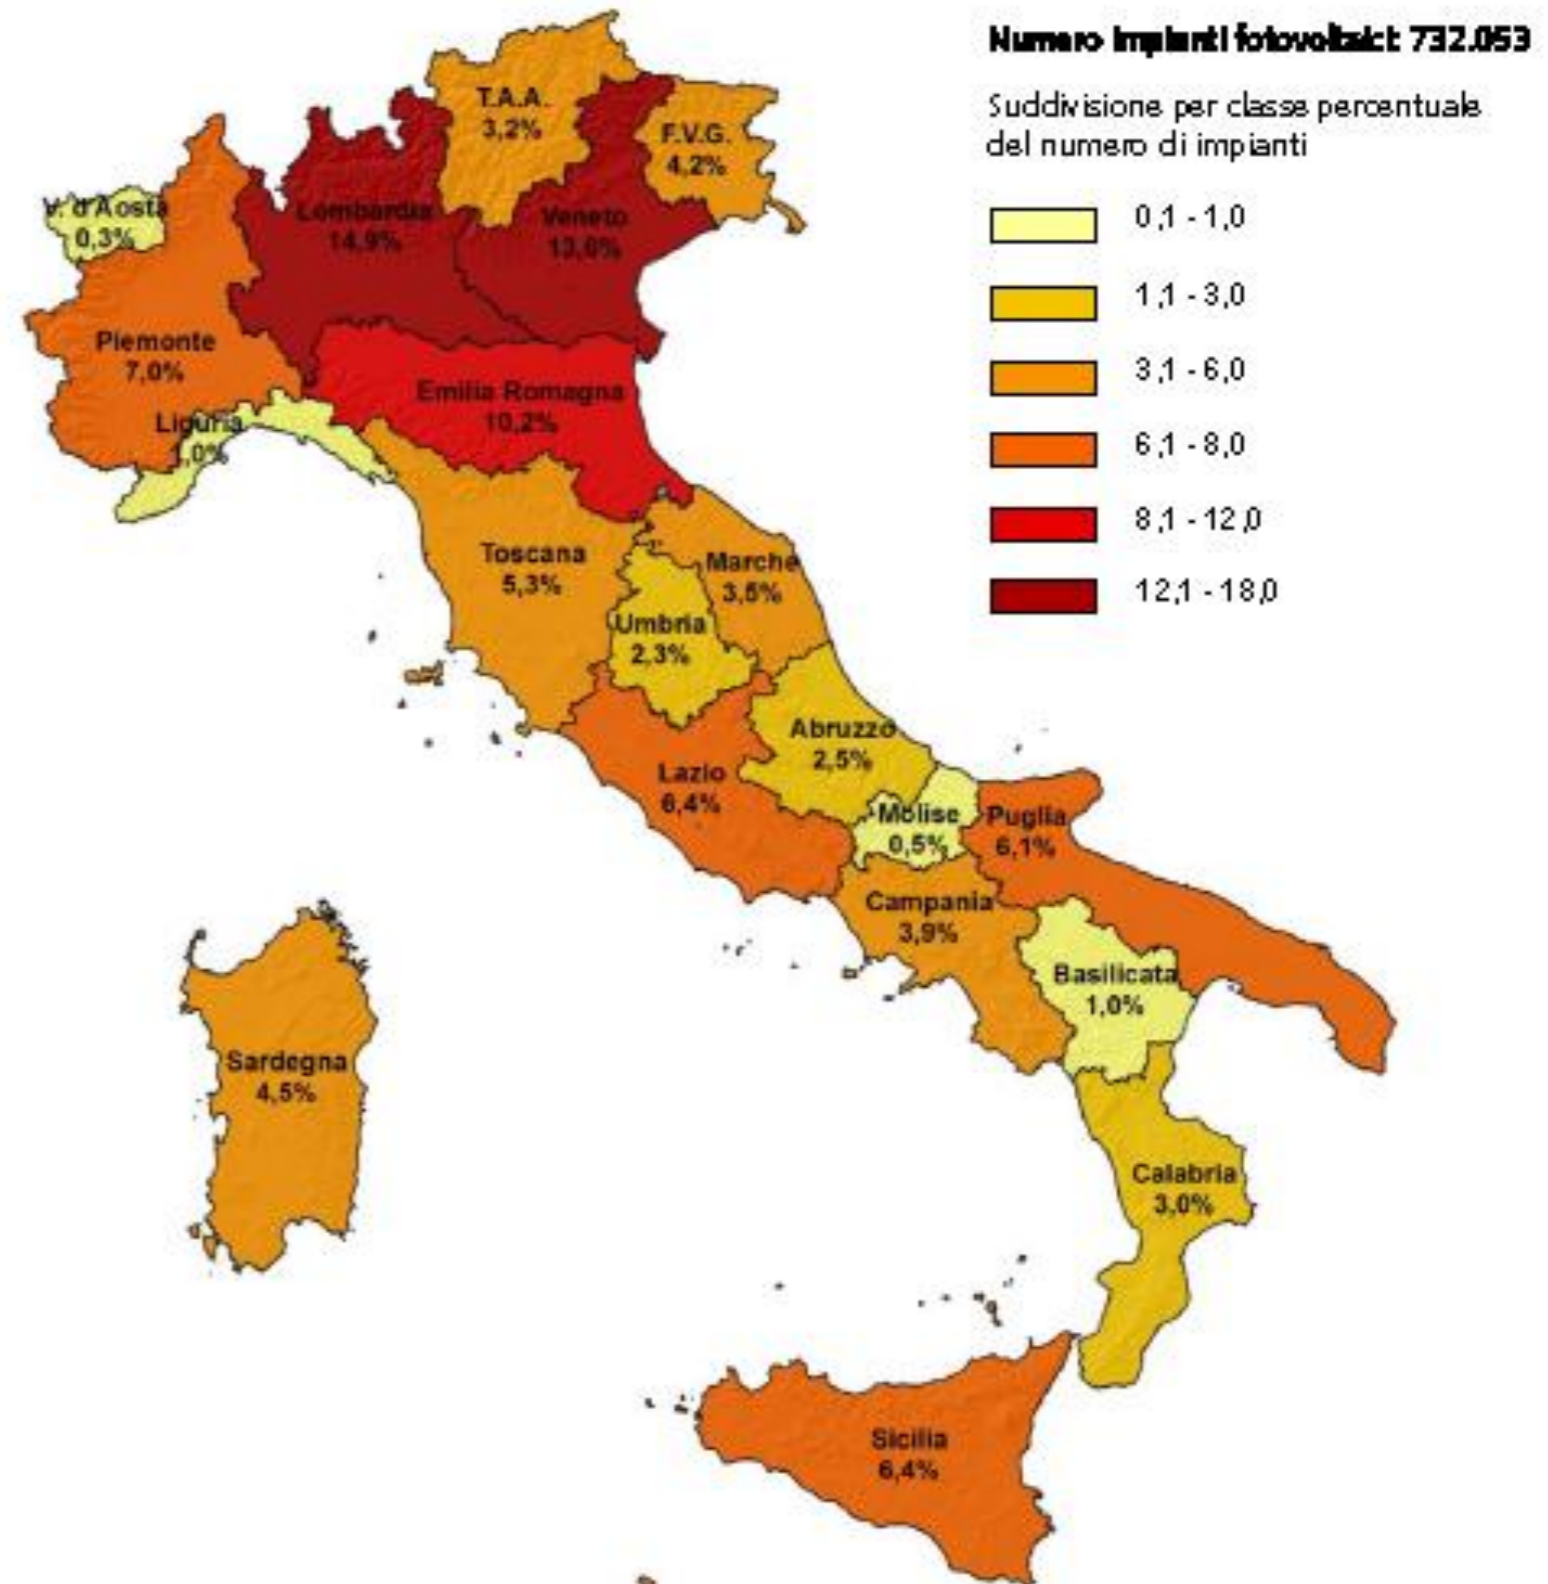 Numero impianti fotovoltaici: 732.053
Suddivisione per classe percentuale
del numero di impianti
0,1 - 1,0
1,1 - 3,0
3,1 - 6,0
6,1 - 8,0
8,1 - 12,0
12,1 - 18,0
T.A.A.
3,2%
F.V.G.
4,2%
V. d'Aosta
0,3%
Lombardia
14,9%
Veneto
Piemonte
7,0%
Emilia Romagna
10,2%
Liguria
1,0%
Toscana
5,3%
Marche
3,5%
Umbria
2,3%
Abruzzo
2,5%
Lazio
6,4%
Molise
0,5%
Puglia
6,1%
Campania
3,9%
Basilicata
1,0%
Sardegna
4,5%
Calabria
3,0%
Sicilia
6,4%